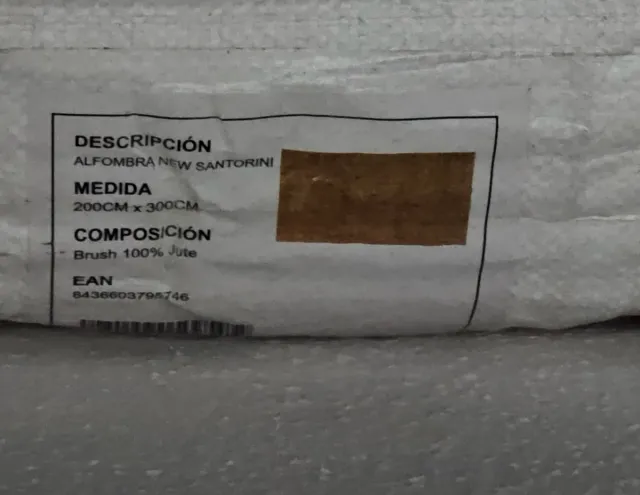 DESCRIPCIÓN
ALFOMBRA NEW SANTORINI
MEDIDA
200CM x 300CM
COMPOSICIÓN
Brush 100% Jute
EAN
8436603795746